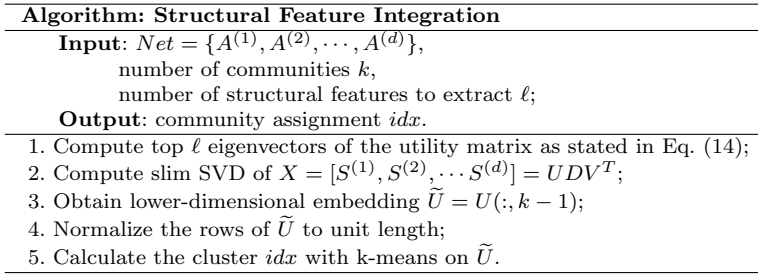 Algorithm: Structural Feature Integration
Input: Net = {A^{(1)}, A^{(2)}, ⋯, A^{(d)}},
number of communities k,
number of structural features to extract ℓ;
Output: community assignment idx.
1. Compute top ℓ eigenvectors of the utility matrix as stated in Eq. (14);
2. Compute slim SVD of X = [S^{(1)}, S^{(2)}, ⋯ S^{(d)}] = UDV^T;
3. Obtain lower-dimensional embedding Ũ = U(:, k − 1);
4. Normalize the rows of Ũ to unit length;
5. Calculate the cluster idx with k-means on Ũ.